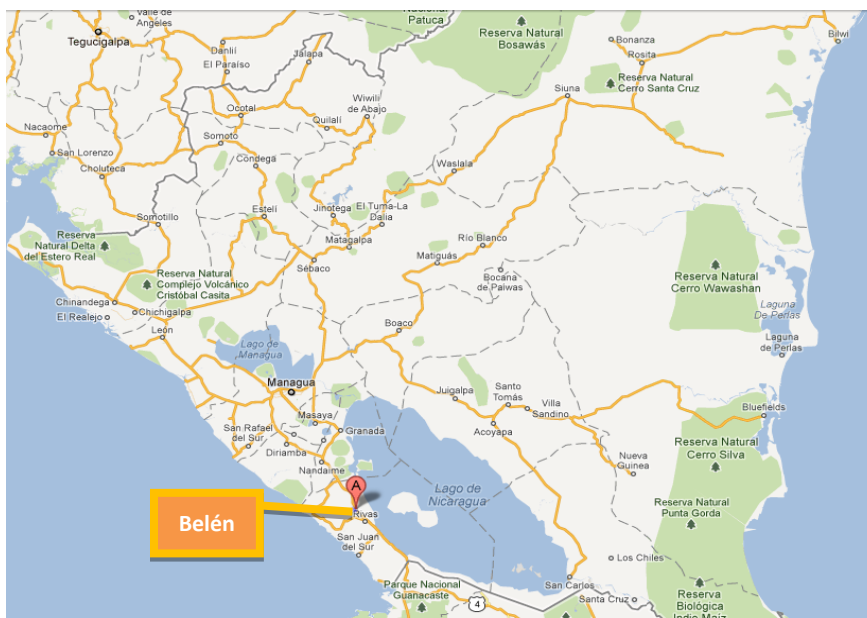 Valle de
Angeles
Tegucigalpa
Nacional
Patuca
Reserva Natural
Bosawás
Bonanza
Rosita
Bilwi
Danlí
El Paraíso
Jalapa
Reserva Natural
Cerro Santa Cruz
Siuna
Wiwilí
de Abajo
Ocotal
Quilalí
Nacaome
Somoto
San Lorenzo
Choluteca
Condega
Waslala
Somotillo
Estelí
Jinotega
El Tuma-La
Dalia
Reserva
Natural Delta
del Estero Real
Matagalpa
Río Blanco
Matiguás
Sébaco
Reserva Natural
Complejo Volcánico
Cristóbal Casita
Bocana
de Paiwas
Reserva Natural
Cerro Wawashan
Chinandega
El Realejo
Chichigalpa
León
Boaco
Laguna
De Perlas
Laguna
de Perlas
Lago de
Managua
Managua
Juigalpa
Santo
Tomás
Villa
Sandino
Bluefields
Masaya
Granada
San Rafael
del Sur
Acoyapa
Diriamba
Nandaime
Nueva
Guinea
Reserva Natural
Cerro Silva
A
Lago de
Nicaragua
Reserva Natural
Punta Gorda
Belén
Rivas
San Juan
del Sur
Los Chiles
San Carlos
Parque Nacional
Guanacaste
4
Santa Cruz
Reserva
Biológica
Indio Maíz